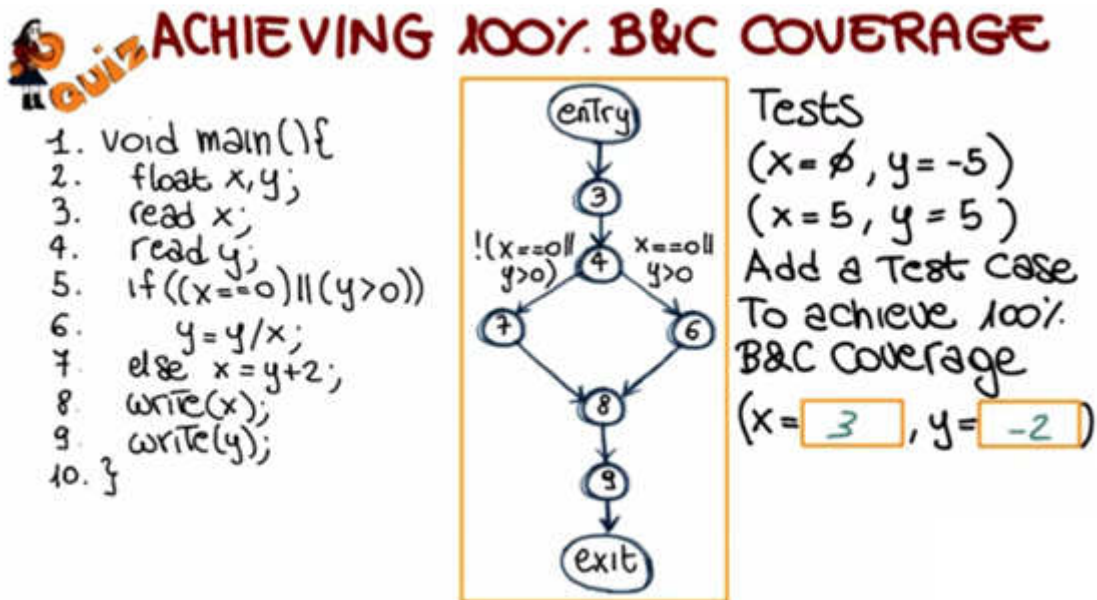 Quiz
ACHIEVING 100% B&C COVERAGE
1. void main(){
2. float x,y;
3. read x;
4. read y;
5. if((x==0)||(y>0))
6. y=y/x;
7. else x=y+2;
8. write(x);
9. write(y);
10. }
entry
3
4
!(x==0||
y>0)
x==0||
y>0
7
6
8
9
exit
Tests
(x=ø, y=-5)
(x=5, y=5)
Add a Test case
To achieve 100%
B&C Coverage
(x= 3 , y= -2 )